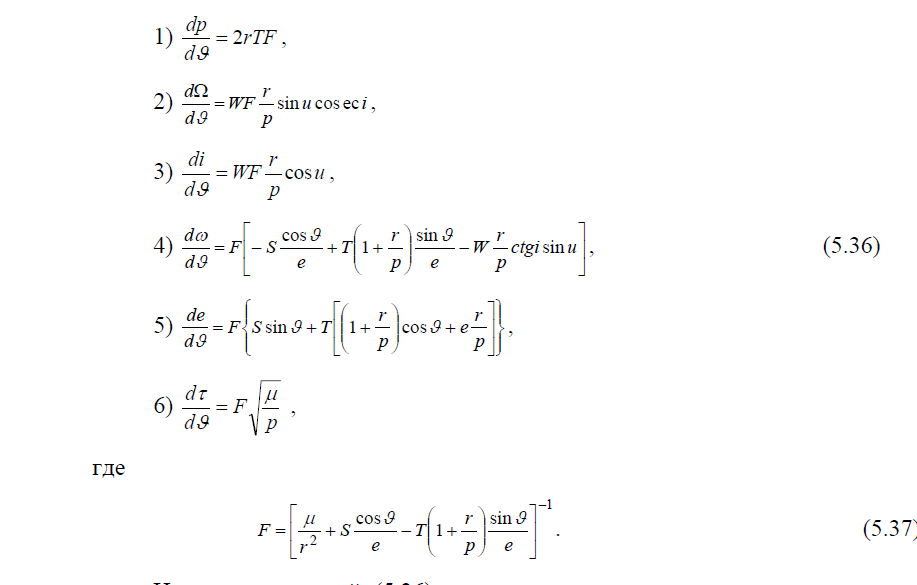 1) dp/dϑ = 2rTF ,
2) dΩ/dϑ = WF r/p sin u cos ec i ,
3) di/dϑ = WF r/p cos u ,
4) dω/dϑ = F[ − S cos ϑ/e + T(1 + r/p) sin ϑ/e − W r/p ctgi sin u ] , (5.36)
5) de/dϑ = F{ S sin ϑ + T[ (1 + r/p) cos ϑ + e r/p ] } ,
6) dτ/dϑ = F √(μ/p) ,
где
F = [ μ/r² + S cos ϑ/e − T(1 + r/p) sin ϑ/e ]⁻¹ . (5.37)